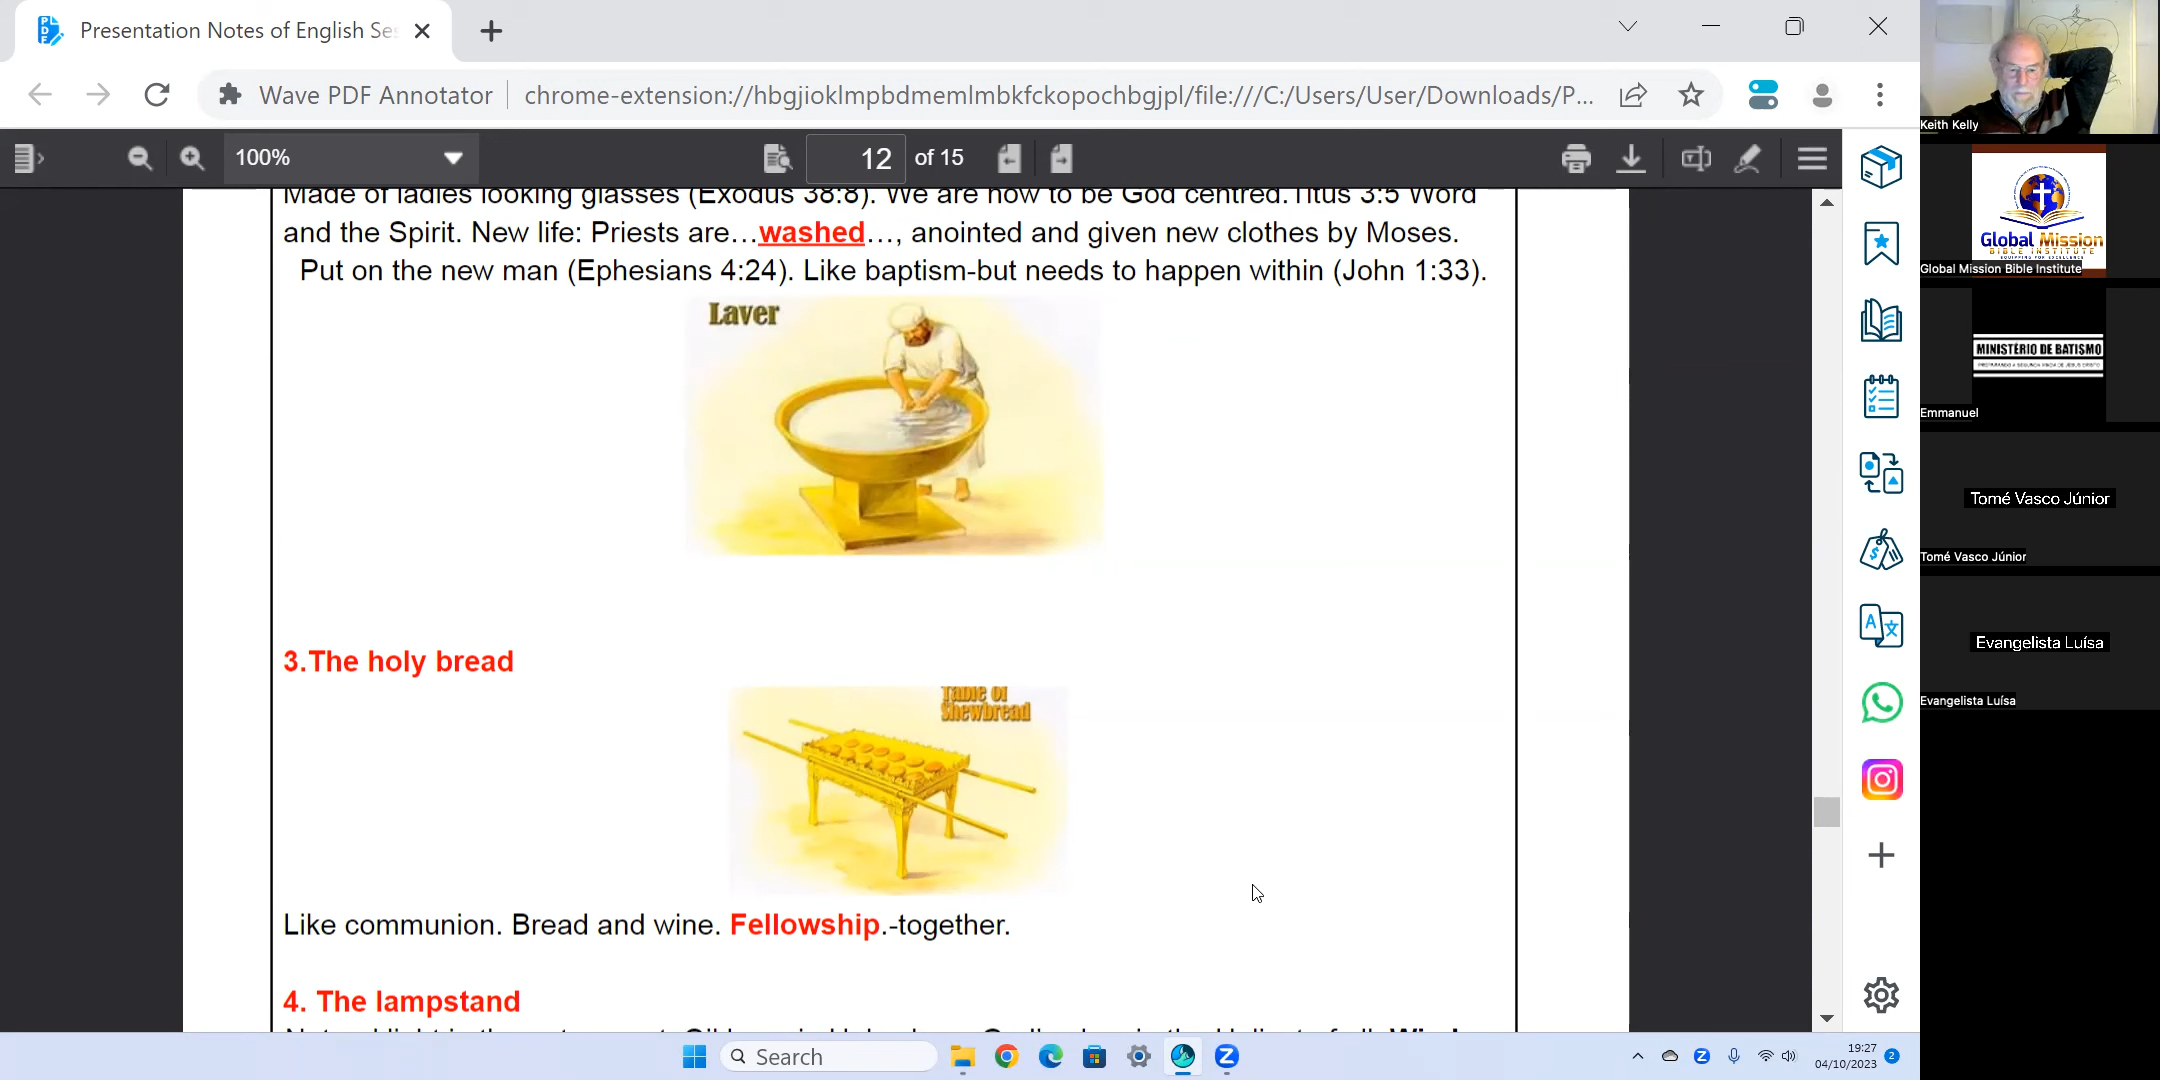 Presentation Notes of English Ses
Wave PDF Annotator
chrome-extension://hbgjioklmpbdmemlmbkfckopochbgjpl/file:///C:/Users/User/Downloads/P...
100%
12 of 15
Made of ladies looking glasses (Exodus 38:8). We are now to be God centred.Titus 3:5 Word
and the Spirit. New life: Priests are...washed..., anointed and given new clothes by Moses.
Put on the new man (Ephesians 4:24). Like baptism-but needs to happen within (John 1:33).
Laver
3.The holy bread
Table of
Shewbread
Like communion. Bread and wine. Fellowship.-together.
4. The lampstand
Search
19:27
04/10/2023
2
Keith Kelly
Global Mission
BIBLE INSTITUTE
EQUIPPING FOR EXCELLENCE
Global Mission Bible Institute
MINISTÉRIO DE BATISMO
Emmanuel
Tomé Vasco Júnior
Tomé Vasco Júnior
Evangelista Luísa
Evangelista Luísa